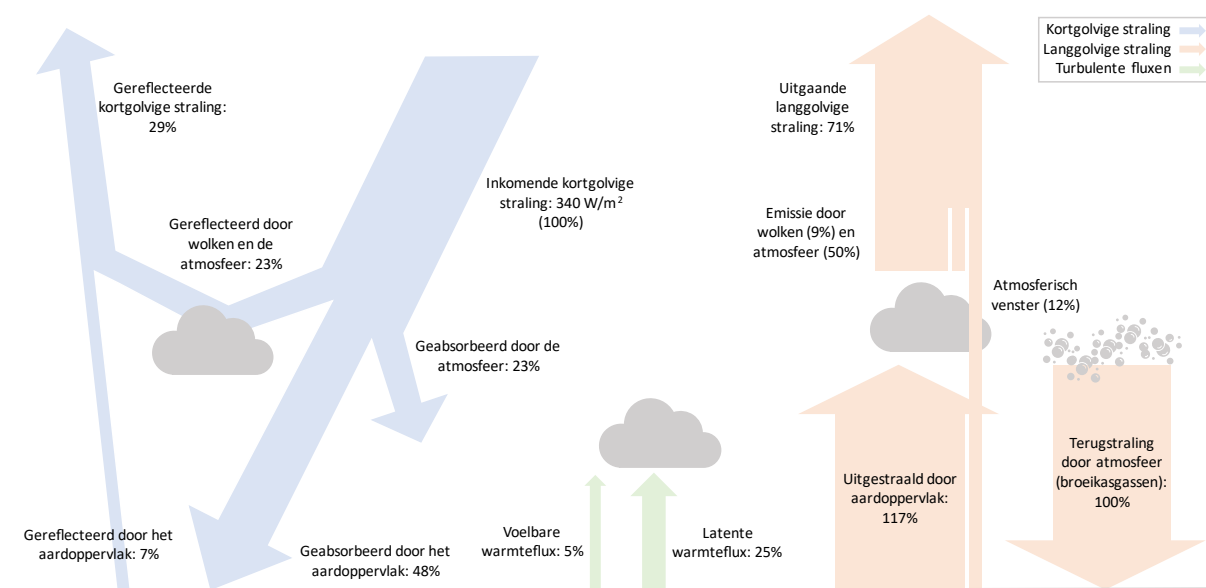 Kortgolvige straling
Langgolvige straling
Turbulente fluxen
Gereflecteerde
kortgolvige straling:
29%
Uitgaande
langgolvige
straling: 71%
Inkomende kortgolvige
straling: 340 W/m²
(100%)
Gereflecteerd door
wolken en de
atmosfeer: 23%
Emissie door
wolken (9%) en
atmosfeer (50%)
Atmosferisch
venster (12%)
Geabsorbeerd door de
atmosfeer: 23%
Terugstraling
door atmosfeer
(broeikasgassen):
100%
Uitgestraald door
aardoppervlak:
117%
Gereflecteerd door het
aardoppervlak: 7%
Geabsorbeerd door het
aardoppervlak: 48%
Voelbare
warmteflux: 5%
Latente
warmteflux: 25%